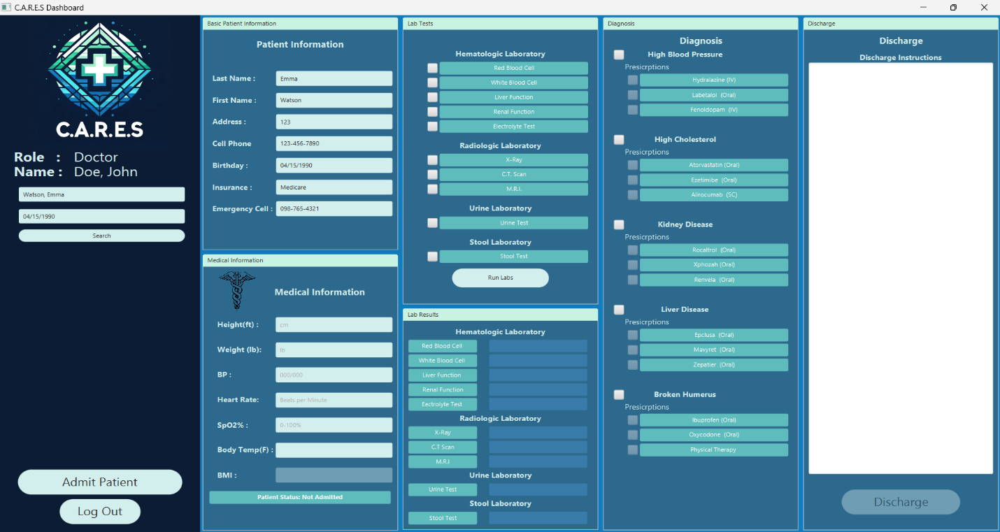 C.A.R.E.S Dashboard
C.A.R.E.S
Role : Doctor
Name : Doe, John
Watson, Emma
04/15/1990
Search
Admit Patient
Log Out
Basic Patient Information
Patient Information
Last Name : Emma
First Name : Watson
Address : 123
Cell Phone 123-456-7890
Birthday : 04/15/1990
Insurance : Medicare
Emergency Cell : 098-765-4321
Medical Information
Medical Information
Height(ft) : cm
Weight (lb): lb
BP : 000/000
Heart Rate: Beats per Minute
SpO2% : 0-100%
Body Temp(F) :
BMI :
Patient Status: Not Admitted
Lab Tests
Hematologic Laboratory
Red Blood Cell
White Blood Cell
Liver Function
Renal Function
Electrolyte Test
Radiologic Laboratory
X-Ray
C.T. Scan
M.R.I.
Urine Laboratory
Urine Test
Stool Laboratory
Stool Test
Run Labs
Lab Results
Hematologic Laboratory
Red Blood Cell
White Blood Cell
Liver Function
Renal Function
Eectrolyte Test
Radiologic Laboratory
X-Ray
C.T Scan
M.R.I
Urine Laboratory
Urine Test
Stool Laboratory
Stool Test
Diagnosis
Diagnosis
High Blood Pressure
Presicrptions
Hydralazine (IV)
Labetalol (Oral)
Fenoldopam (IV)
High Cholesterol
Presicrptions
Atorvastatin (Oral)
Ezetimibe (Oral)
Alirocumab (SC)
Kidney Disease
Presicrptions
Rocaltrol (Oral)
Xphozah (Oral)
Renvela (Oral)
Liver Disease
Presicrptions
Epclusa (Oral)
Mavyret (Oral)
Zepatier (Oral)
Broken Humerus
Presicrptions
Ibuprofen (Oral)
Oxycodone (Oral)
Physical Therapy
Discharge
Discharge
Discharge Instructions
Discharge